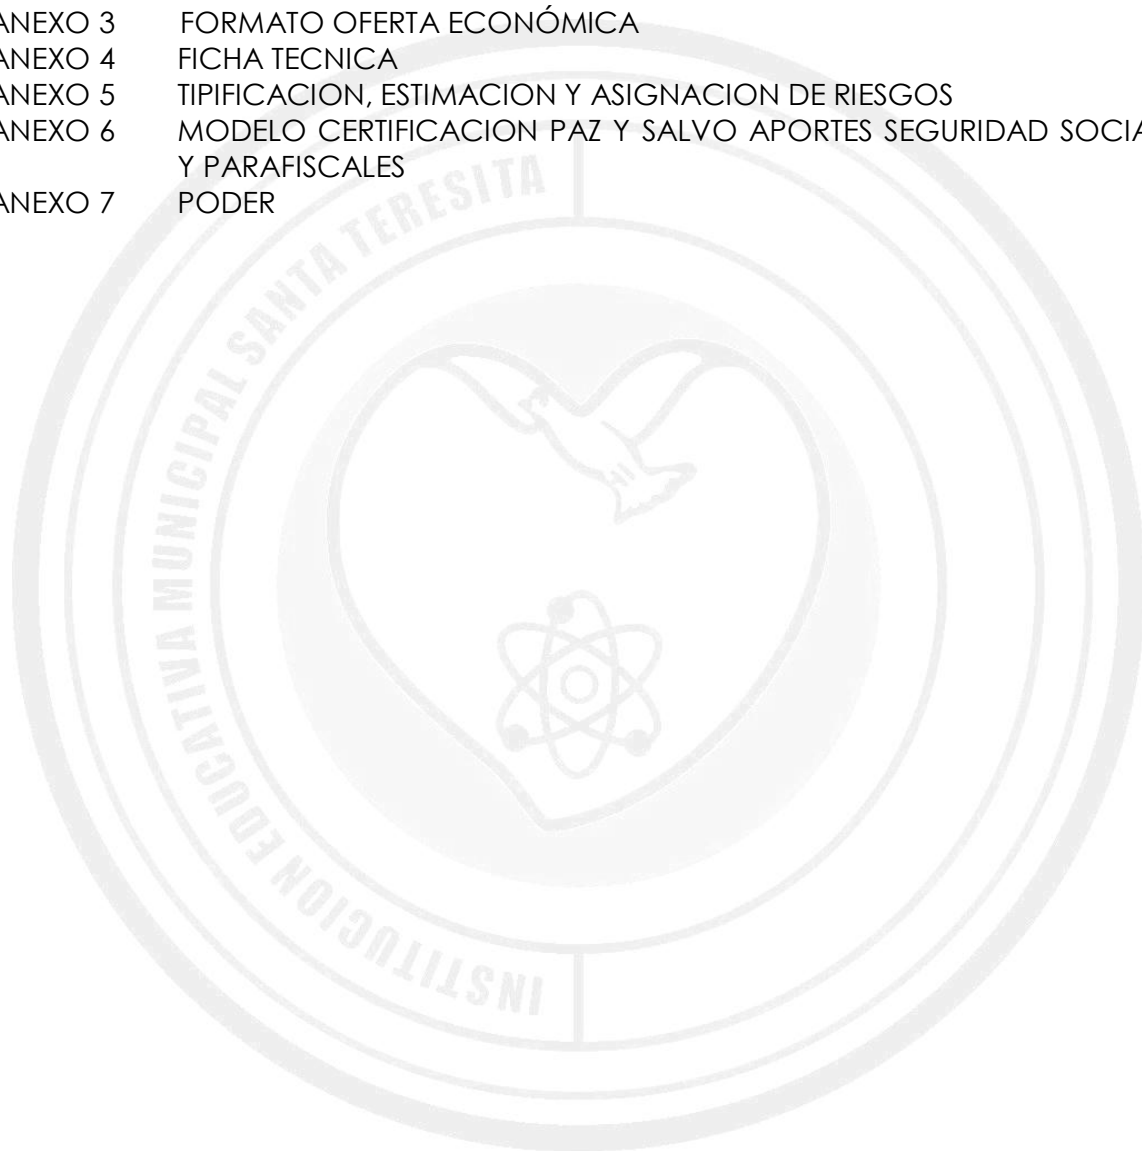 ANEXO 3 FORMATO OFERTA ECONÓMICA
ANEXO 4 FICHA TECNICA
ANEXO 5 TIPIFICACION, ESTIMACION Y ASIGNACION DE RIESGOS
ANEXO 6 MODELO CERTIFICACION PAZ Y SALVO APORTES SEGURIDAD SOCIA
Y PARAFISCALES
ANEXO 7 PODER
INSTITUCION EDUCATIVA MUNICIPAL SANTA TERESITA